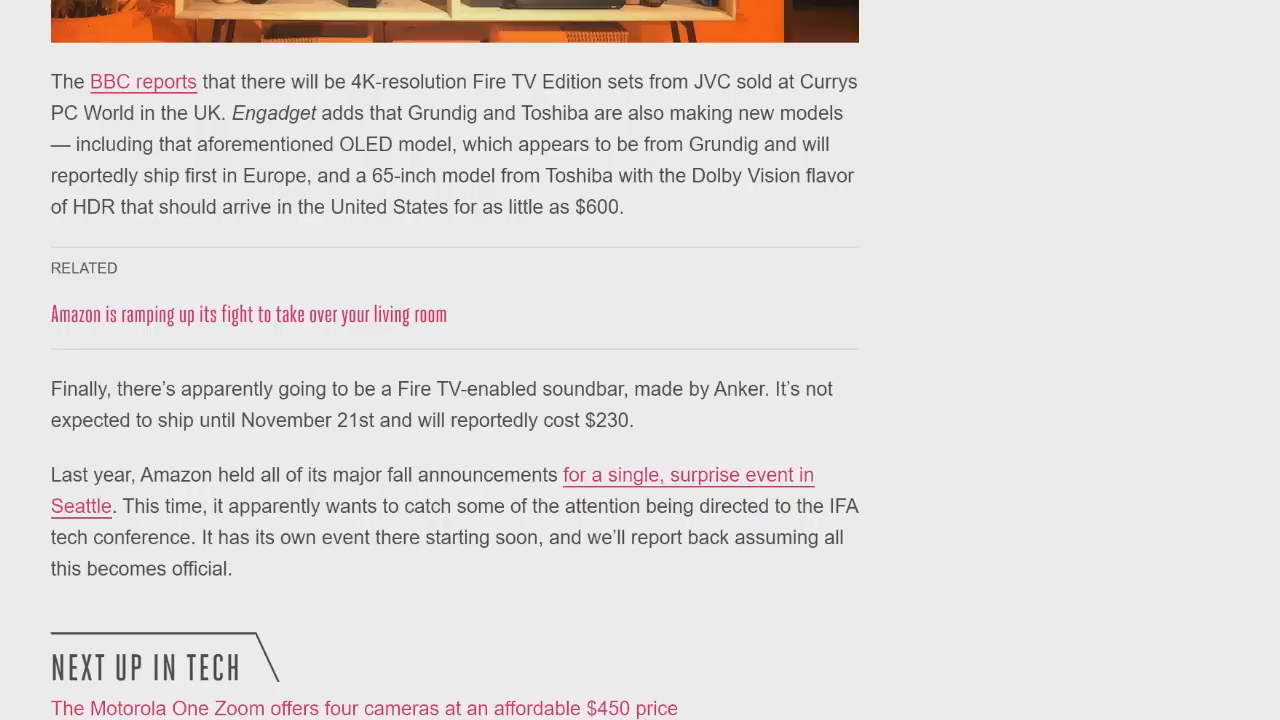 The BBC reports that there will be 4K-resolution Fire TV Edition sets from JVC sold at Currys
PC World in the UK. Engadget adds that Grundig and Toshiba are also making new models
— including that aforementioned OLED model, which appears to be from Grundig and will
reportedly ship first in Europe, and a 65-inch model from Toshiba with the Dolby Vision flavor
of HDR that should arrive in the United States for as little as $600.
RELATED
Amazon is ramping up its fight to take over your living room
Finally, there’s apparently going to be a Fire TV-enabled soundbar, made by Anker. It’s not
expected to ship until November 21st and will reportedly cost $230.
Last year, Amazon held all of its major fall announcements for a single, surprise event in
Seattle. This time, it apparently wants to catch some of the attention being directed to the IFA
tech conference. It has its own event there starting soon, and we’ll report back assuming all
this becomes official.
NEXT UP IN TECH
The Motorola One Zoom offers four cameras at an affordable $450 price